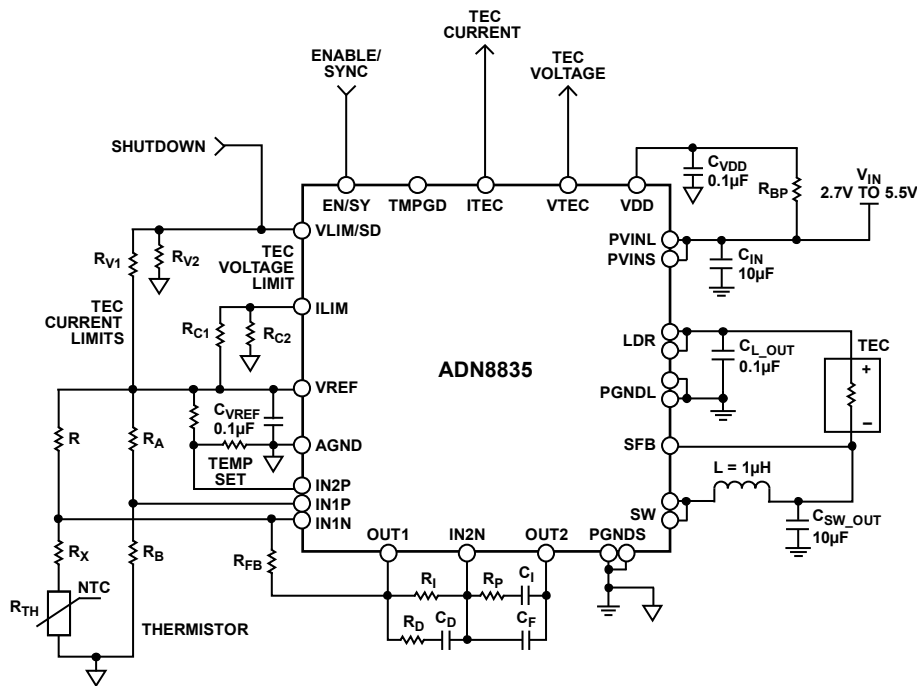 TEC
CURRENT
ENABLE/
SYNC
TEC
VOLTAGE
SHUTDOWN
CVDD
0.1µF
RBP
VIN
2.7V TO 5.5V
EN/SY
TMPGD
ITEC
VTEC
VDD
VLIM/SD
TEC
VOLTAGE
LIMIT
RV1
RV2
PVINL
PVINS
CIN
10µF
TEC
CURRENT
LIMITS
ILIM
RC1
RC2
LDR
CL_OUT
0.1µF
TEC
+
–
ADN8835
VREF
PGNDL
R
RA
CVREF
0.1µF
AGND
TEMP
SET
SFB
IN2P
IN1P
IN1N
L = 1µH
SW
CSW_OUT
10µF
OUT1
IN2N
OUT2
PGNDS
RX
RB
RFB
RI
RP
CI
RTH
NTC
THERMISTOR
RD
CD
CF